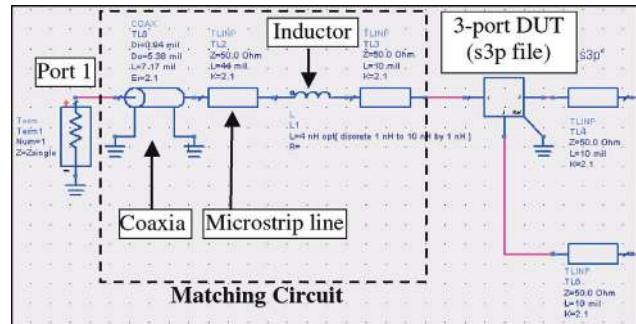 COAX
TL8
Di=0.94 mil
Do=5.38 mil
L=7.17 mil
Er=2.1
TLINP
TL2
Z=50.0 Ohm
L=44 mil
K=2.1
Inductor
TLINP
TL3
Z=50.0 Ohm
L=10 mil
K=2.1
3-port DUT
(s3p file)
s3p"
Port 1
Term
Term1
Num=1
Z=Zsingle
L
L1
L=4 nH opt{ discrete 1 nH to 10 nH by 1 nH }
R=
Ref
TLINP
TL4
Z=50.0 Ohm
L=10 mil
K=2.1
Coaxia
Microstrip line
Matching Circuit
TLINP
TL6
Z=50.0 Ohm
L=10 mil
K=2.1